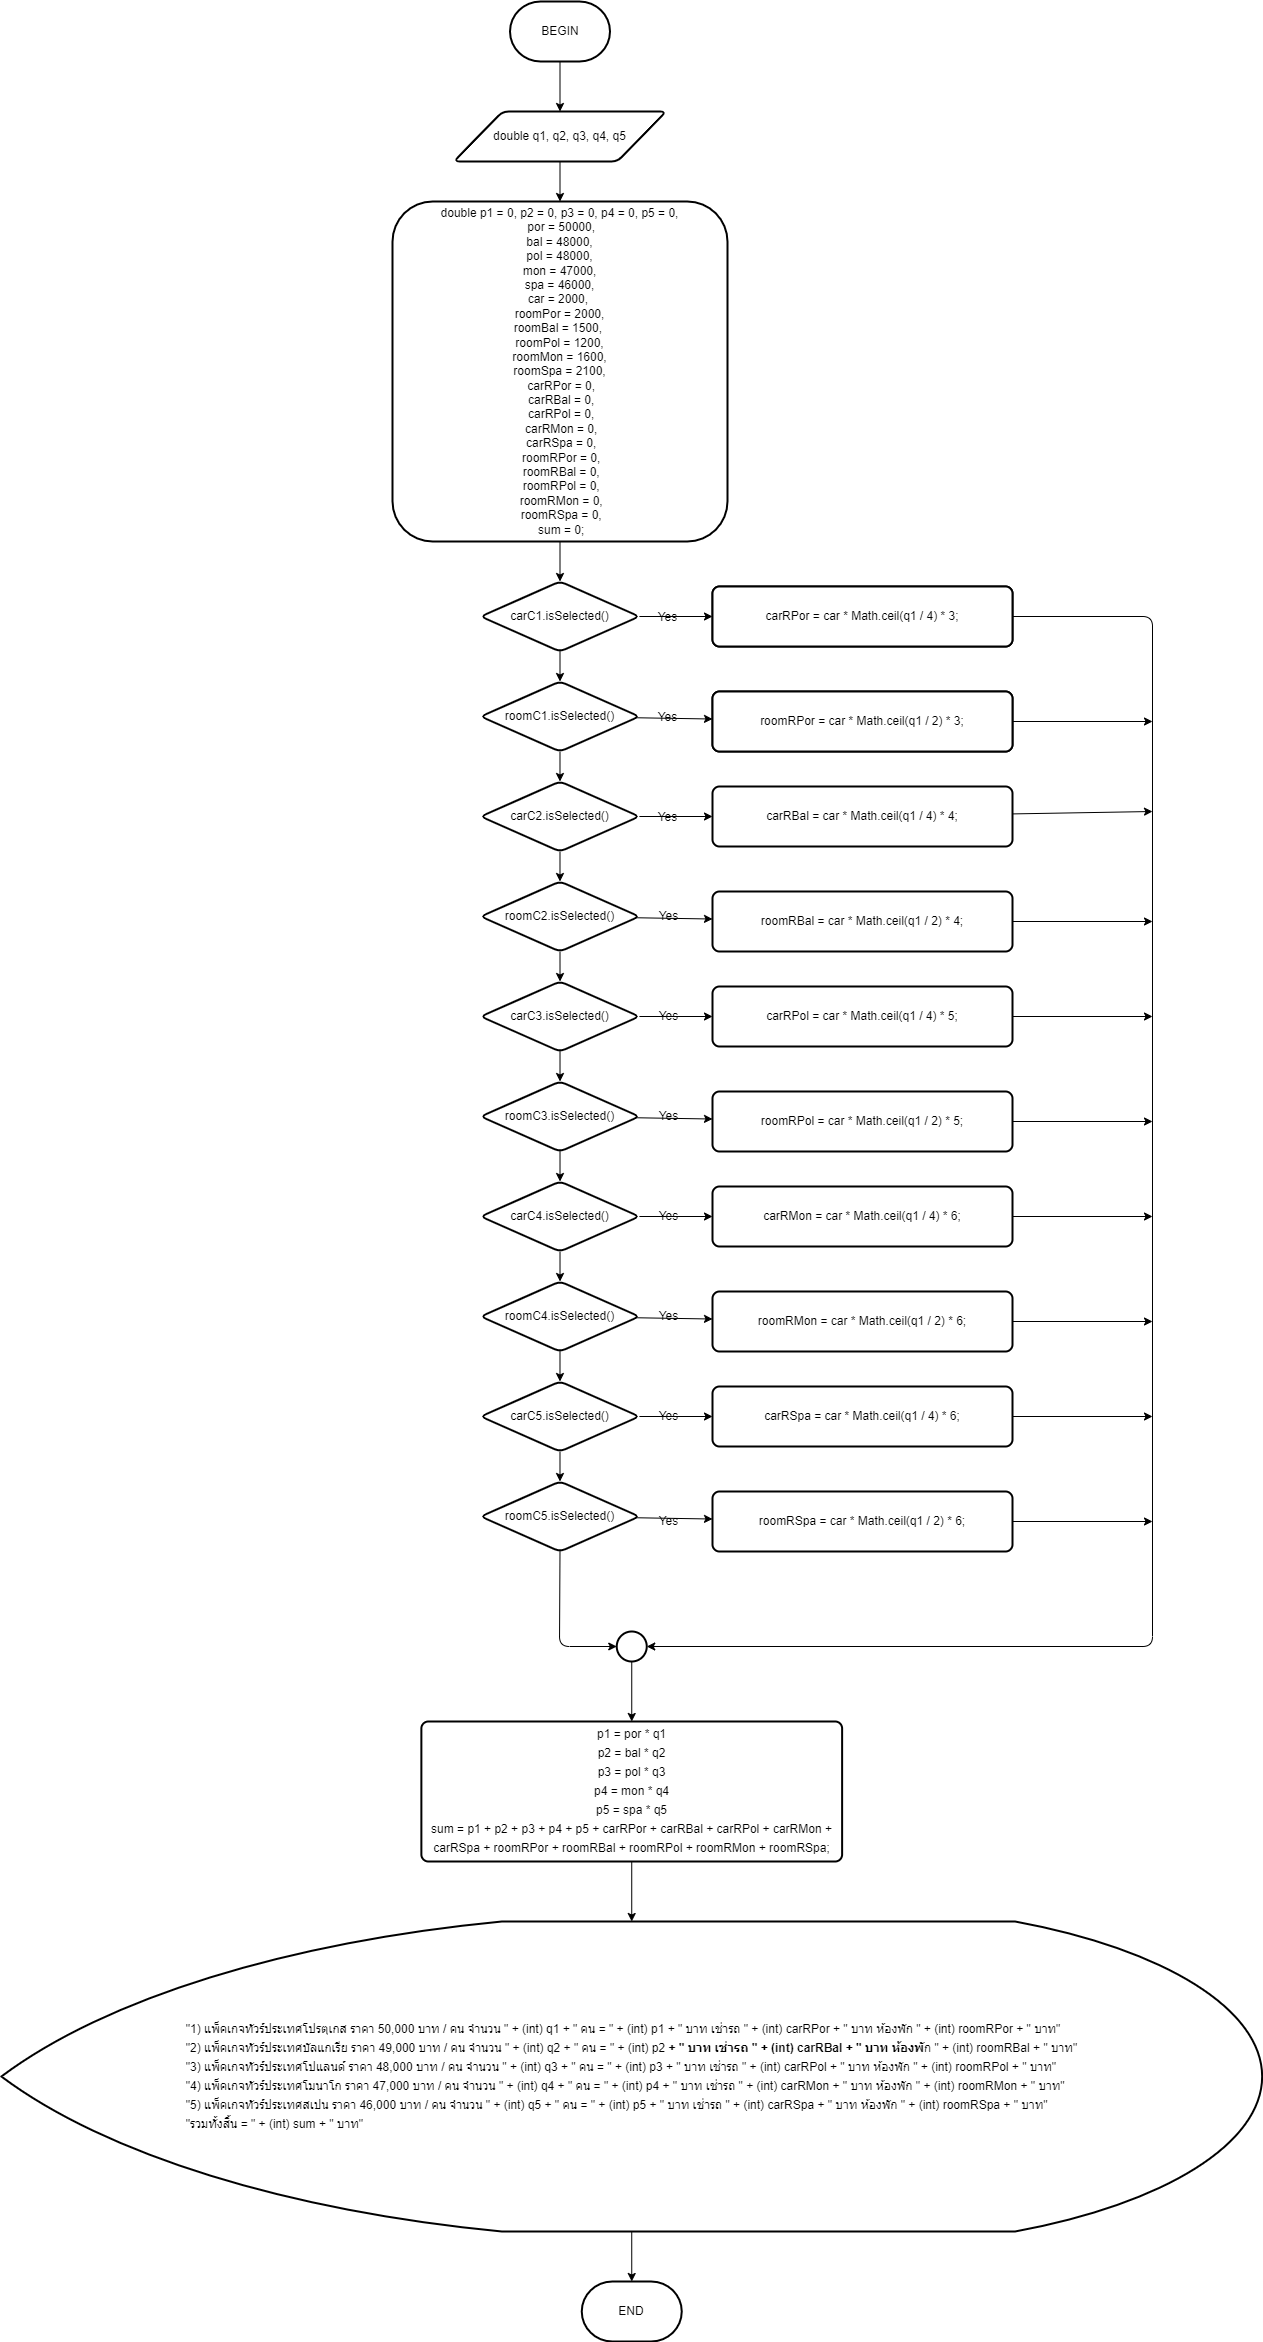 BEGIN
double q1, q2, q3, q4, q5
double p1 = 0, p2 = 0, p3 = 0, p4 = 0, p5 = 0,
por = 50000,
bal = 48000,
pol = 48000,
mon = 47000,
spa = 46000,
car = 2000,
roomPor = 2000,
roomBal = 1500,
roomPol = 1200,
roomMon = 1600,
roomSpa = 2100,
carRPor = 0,
carRBal = 0,
carRPol = 0,
carRMon = 0,
carRSpa = 0,
roomRPor = 0,
roomRBal = 0,
roomRPol = 0,
roomRMon = 0,
roomRSpa = 0,
sum = 0;
carC1.isSelected() Yes carRPor = car * Math.ceil(q1 / 4) * 3;
roomC1.isSelected() Yes roomRPor = car * Math.ceil(q1 / 2) * 3;
carC2.isSelected() Yes carRBal = car * Math.ceil(q1 / 4) * 4;
roomC2.isSelected() Yes roomRBal = car * Math.ceil(q1 / 2) * 4;
carC3.isSelected() Yes carRPol = car * Math.ceil(q1 / 4) * 5;
roomC3.isSelected() Yes roomRPol = car * Math.ceil(q1 / 2) * 5;
carC4.isSelected() Yes carRMon = car * Math.ceil(q1 / 4) * 6;
roomC4.isSelected() Yes roomRMon = car * Math.ceil(q1 / 2) * 6;
carC5.isSelected() Yes carRSpa = car * Math.ceil(q1 / 4) * 6;
roomC5.isSelected() Yes roomRSpa = car * Math.ceil(q1 / 2) * 6;
p1 = por * q1
p2 = bal * q2
p3 = pol * q3
p4 = mon * q4
p5 = spa * q5
sum = p1 + p2 + p3 + p4 + p5 + carRPor + carRBal + carRPol + carRMon +
carRSpa + roomRPor + roomRBal + roomRPol + roomRMon + roomRSpa;
"1) แพ็คเกจทัวร์ประเทศโปรตุเกส ราคา 50,000 บาท / คน จำนวน " + (int) q1 + " คน = " + (int) p1 + " บาท เช่ารถ " + (int) carRPor + " บาท ห้องพัก " + (int) roomRPor + " บาท"
"2) แพ็คเกจทัวร์ประเทศบัลแกเรีย ราคา 49,000 บาท / คน จำนวน " + (int) q2 + " คน = " + (int) p2 + " บาท เช่ารถ " + (int) carRBal + " บาท ห้องพัก " + (int) roomRBal + " บาท"
"3) แพ็คเกจทัวร์ประเทศโปแลนด์ ราคา 48,000 บาท / คน จำนวน " + (int) q3 + " คน = " + (int) p3 + " บาท เช่ารถ " + (int) carRPol + " บาท ห้องพัก " + (int) roomRPol + " บาท"
"4) แพ็คเกจทัวร์ประเทศโมนาโก ราคา 47,000 บาท / คน จำนวน " + (int) q4 + " คน = " + (int) p4 + " บาท เช่ารถ " + (int) carRMon + " บาท ห้องพัก " + (int) roomRMon + " บาท"
"5) แพ็คเกจทัวร์ประเทศสเปน ราคา 46,000 บาท / คน จำนวน " + (int) q5 + " คน = " + (int) p5 + " บาท เช่ารถ " + (int) carRSpa + " บาท ห้องพัก " + (int) roomRSpa + " บาท"
"รวมทั้งสิ้น = " + (int) sum + " บาท"
END